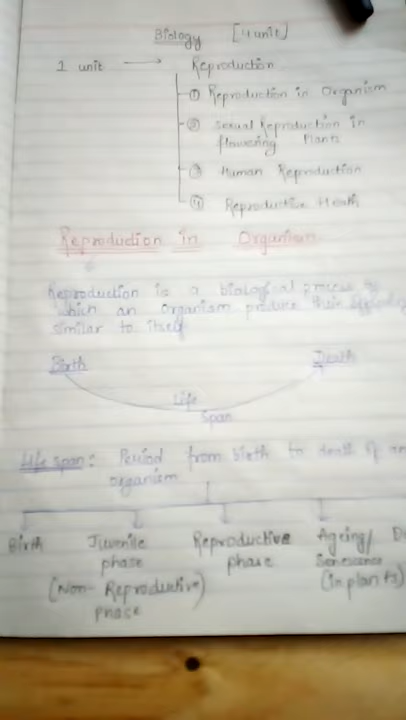 Biology [4 unit]
1 unit → Reproduction
① Reproduction in Organism
② Sexual Reproduction in
flowering Plants
③ Human Reproduction
④ Reproductive Health
Reproduction in Organism
Reproduction is a biological process
which an organism produce their offspring
similar to itself
Birth Death
Life
Span
Life span: Period from birth to death of an
organism
Birth Juvenile Reproductive Ageing/
phase phase Senescence
(Non-Reproductive) (in plants)
phase